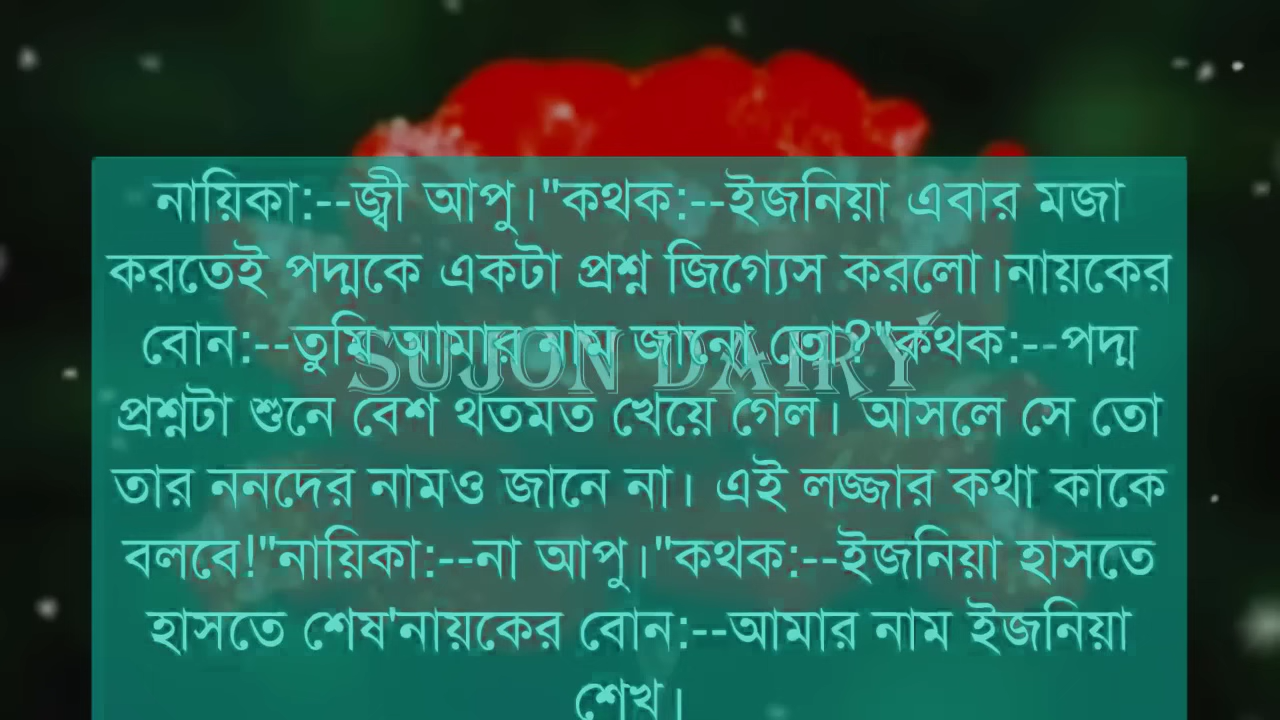 নায়িকা:--জ্বী আপু।"কথক:--ইজনিয়া এবার মজা
করতেই পদ্মকে একটা প্রশ্ন জিগ্যেস করলো।নায়কের
বোন:--তুমি আমার নাম জানো তো?"কথক:--পদ্ম
SUJON DAIRY
প্রশ্নটা শুনে বেশ থতমত খেয়ে গেল। আসলে সে তো
তার ননদের নামও জানে না। এই লজ্জার কথা কাকে
বলবে!"নায়িকা:--না আপু।"কথক:--ইজনিয়া হাসতে
হাসতে শেষ'নায়কের বোন:--আমার নাম ইজনিয়া
শেখ।